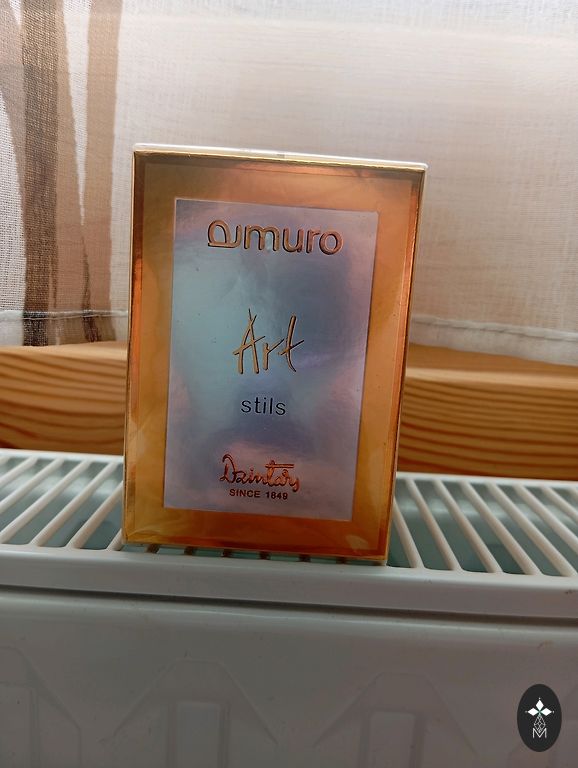 amuro
Art
stils
Dzintars
SINCE 1849
M